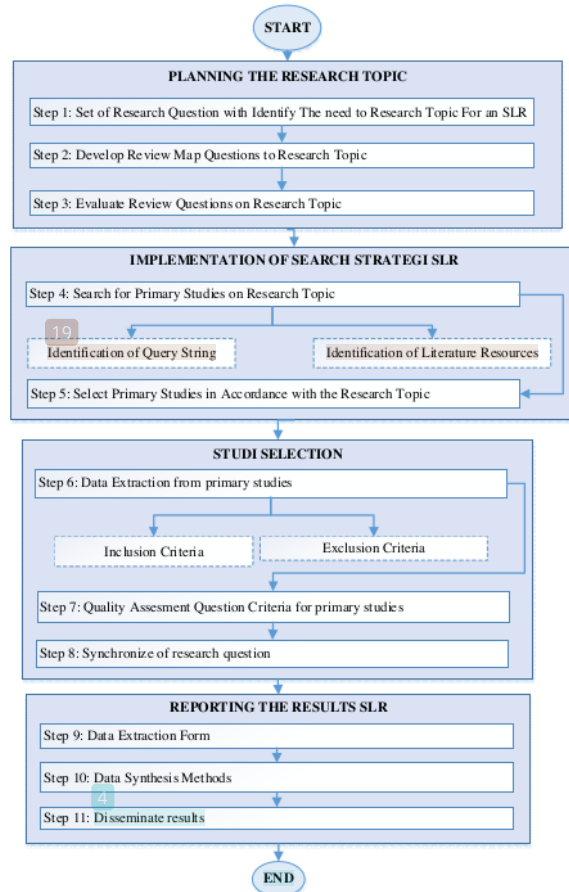 START
PLANNING THE RESEARCH TOPIC
Step 1: Set of Research Question with Identify The need to Research Topic For an SLR
Step 2: Develop Review Map Questions to Research Topic
Step 3: Evaluate Review Questions on Research Topic
IMPLEMENTATION OF SEARCH STRATEGI SLR
Step 4: Search for Primary Studies on Research Topic
19
Identification of Query String
Identification of Literature Resources
Step 5: Select Primary Studies in Accordance with the Research Topic
STUDI SELECTION
Step 6: Data Extraction from primary studies
Inclusion Criteria
Exclusion Criteria
Step 7: Quality Assesment Question Criteria for primary studies
Step 8: Synchronize of research question
REPORTING THE RESULTS SLR
Step 9: Data Extraction Form
Step 10: Data Synthesis Methods
4
Step 11: Disseminate results
END